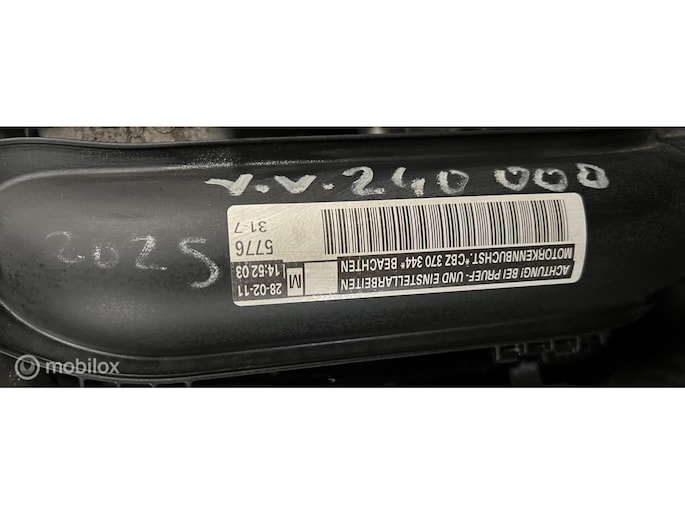 V.V. 240 000
2025
ACHTUNG! BEI PRUEF- UND EINSTELLARBEITEN
MOTORKENNBUCHST.*CBZ 370 344* BEACHTEN
5776
31-7
M
28-02-11
14:52:03
mobilox